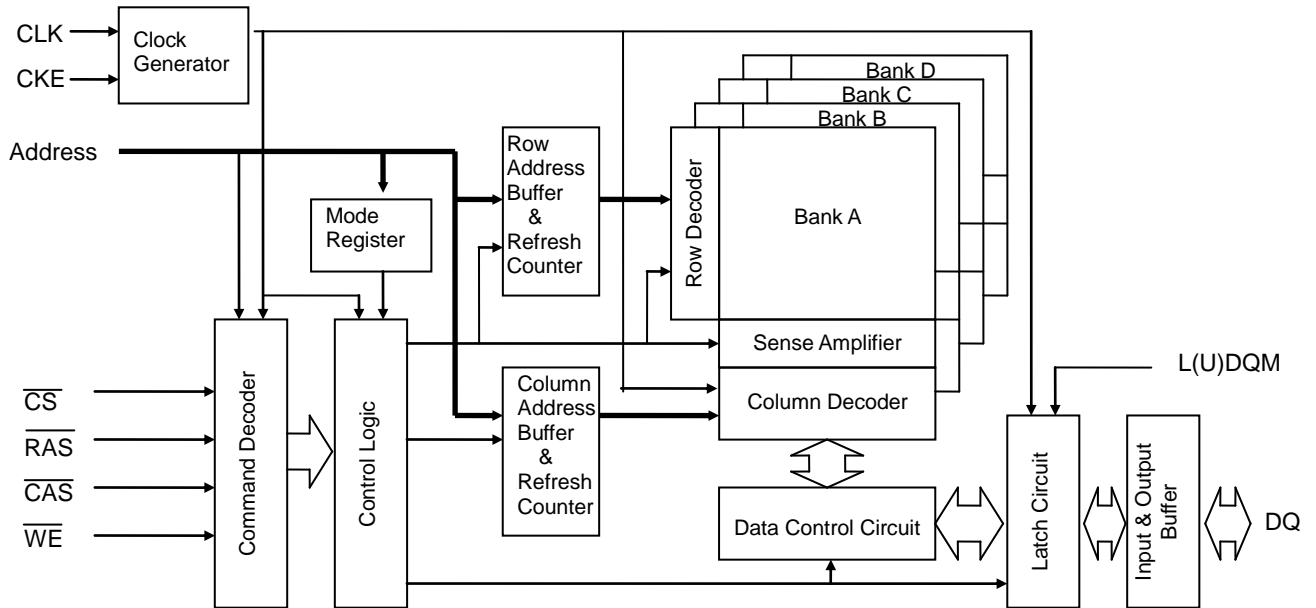 CLK
CKE
Clock
Generator
Address
Mode
Register
Row
Address
Buffer
&
Refresh
Counter
Row Decoder
Bank D
Bank C
Bank B
Bank A
Sense Amplifier
Column Decoder
CS
RAS
CAS
WE
Command Decoder
Control Logic
Column
Address
Buffer
&
Refresh
Counter
Data Control Circuit
L(U)DQM
Latch Circuit
Input & Output
Buffer
DQ